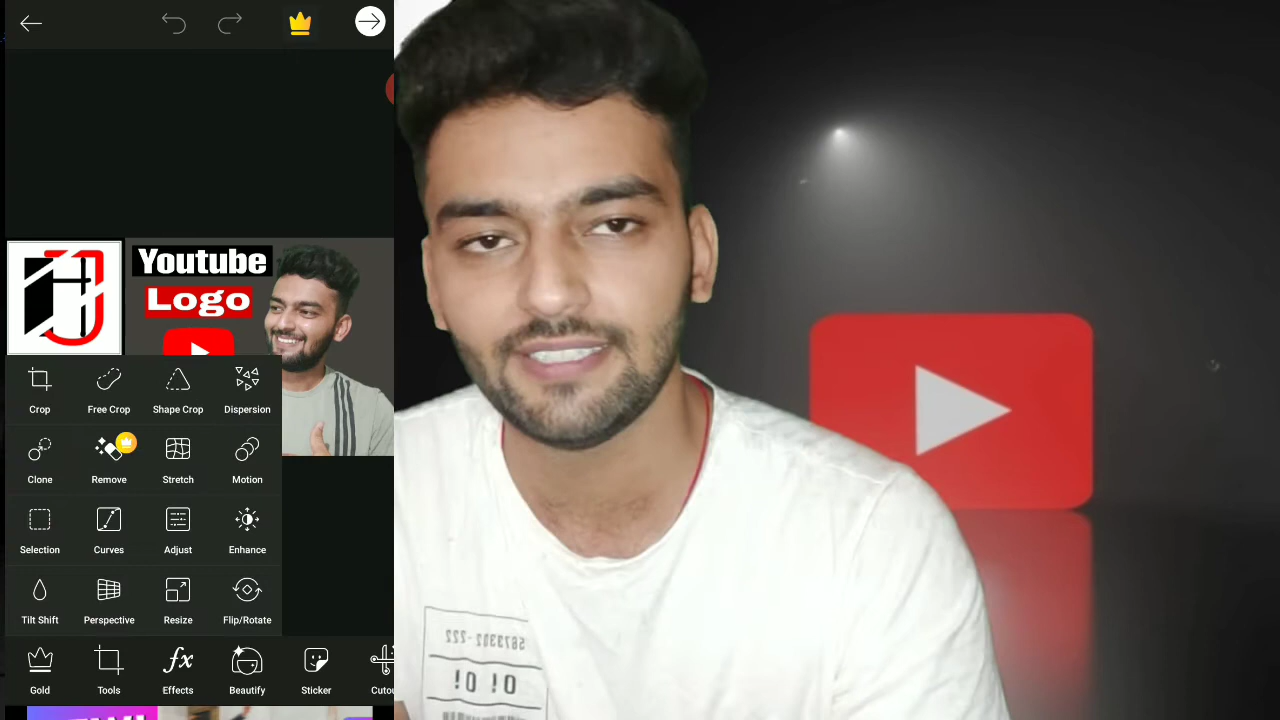 Youtube
Logo
Crop
Free Crop
Shape Crop
Dispersion
Clone
Remove
Stretch
Motion
Selection
Curves
Adjust
Enhance
Tilt Shift
Perspective
Resize
Flip/Rotate
Gold
Tools
Effects
Beautify
Sticker
Cutou